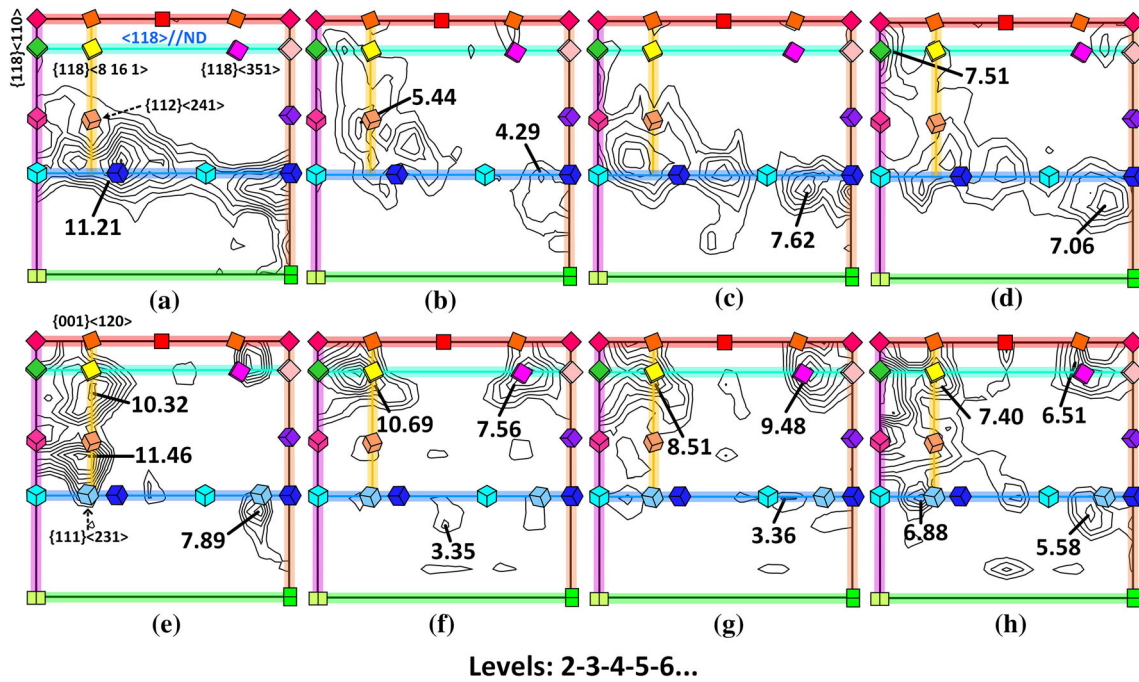 {118}<110>
<118>//ND
{118}<8 16 1>
{118}<351>
{112}<241>
11.21
5.44
4.29
7.62
7.51
7.06
(a)
(b)
(c)
(d)
{001}<120>
10.32
11.46
{111}<231>
7.89
10.69
7.56
3.35
8.51
9.48
3.36
7.40
6.51
6.88
5.58
(e)
(f)
(g)
(h)
Levels: 2-3-4-5-6...